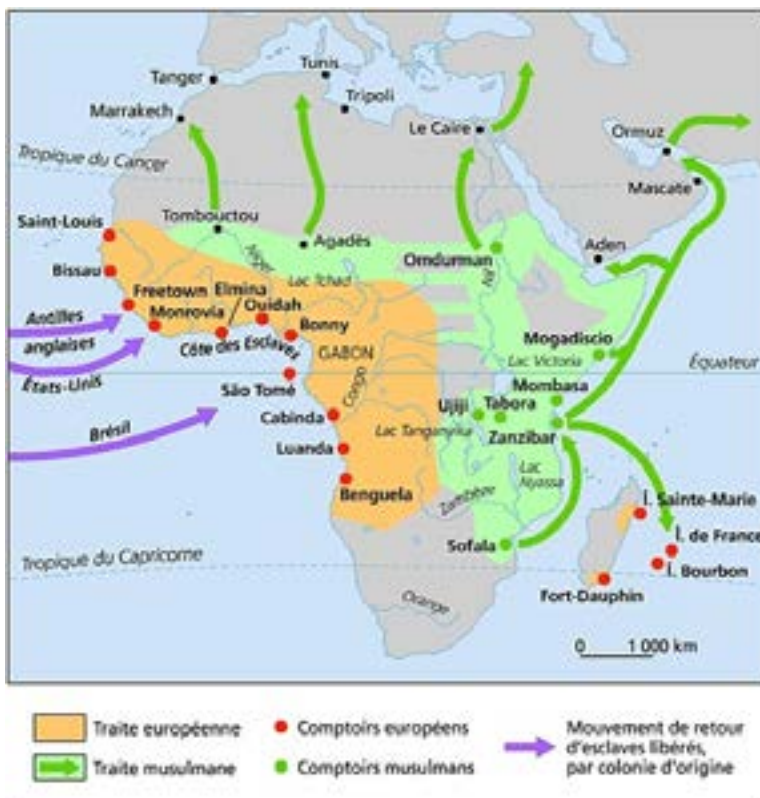 Tunis
Tanger
Tripoli
Marrakech
Le Caire
Ormuz
Tropique du Cancer
Mascate
Saint-Louis
Tombouctou
Agadès
Omdurman
Aden
Niger
Nil
Bissau
Lac Tchad
Freetown
Elmina
Antilles
anglaises
Monrovia
Ouidah
Bonny
Mogadiscio
Côte des Esclaves
GABON
Lac Victoria
Équateur
États-Unis
São Tomé
Congo
Mombasa
Ujiji
Tabora
Brésil
Cabinda
Lac Tanganyika
Zanzibar
Luanda
Lac
Nyassa
Benguela
Zambèze
Î. Sainte-Marie
Î. de France
Sofala
Î. Bourbon
Tropique du Capricorne
Fort-Dauphin
Orange
0 1 000 km
Traite européenne
Comptoirs européens
Mouvement de retour
d'esclaves libérés,
par colonie d'origine
Traite musulmane
Comptoirs musulmans